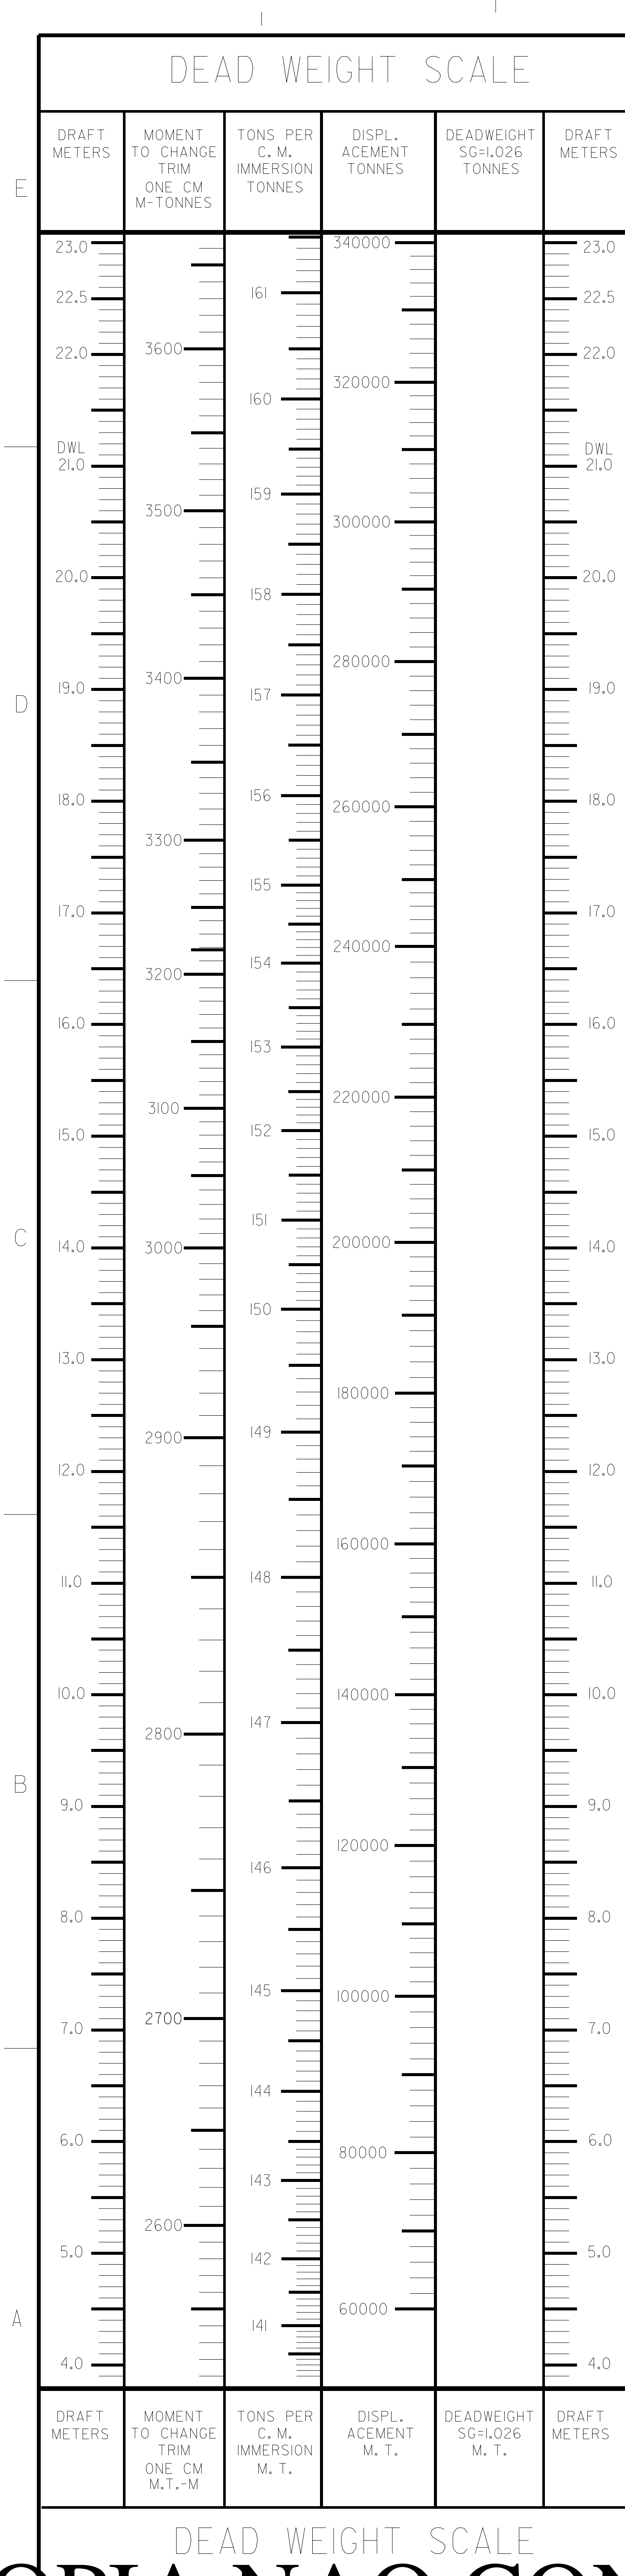 DEAD WEIGHT SCALE
DRAFT
METERS
MOMENT
TO CHANGE
TRIM
ONE CM
M-TONNES
TONS PER
C. M.
IMMERSION
TONNES
DISPL.
ACEMENT
TONNES
DEADWEIGHT
SG=1.026
TONNES
DRAFT
METERS
E
D
C
B
A
23.0
22.5
22.0
DWL
21.0
20.0
19.0
18.0
17.0
16.0
15.0
14.0
13.0
12.0
11.0
10.0
9.0
8.0
7.0
6.0
5.0
4.0
3600
3500
3400
3300
3200
3100
3000
2900
2800
2700
2600
161
160
159
158
157
156
155
154
153
152
151
150
149
148
147
146
145
144
143
142
141
340000
320000
300000
280000
260000
240000
220000
200000
180000
160000
140000
120000
100000
80000
60000
23.0
22.5
22.0
DWL
21.0
20.0
19.0
18.0
17.0
16.0
15.0
14.0
13.0
12.0
11.0
10.0
9.0
8.0
7.0
6.0
5.0
4.0
DRAFT
METERS
MOMENT
TO CHANGE
TRIM
ONE CM
M.T.-M
TONS PER
C. M.
IMMERSION
M. T.
DISPL.
ACEMENT
M. T.
DEADWEIGHT
SG=1.026
M. T.
DRAFT
METERS
DEAD WEIGHT SCALE